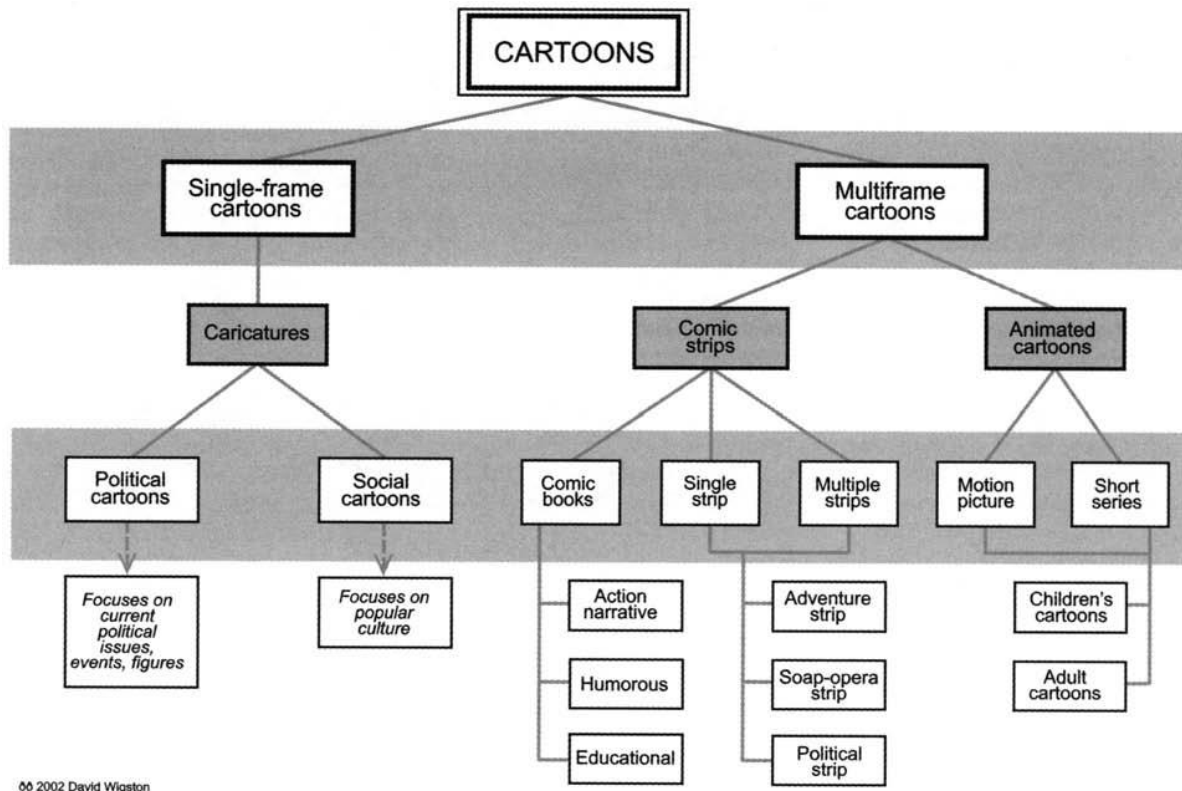 CARTOONS
Single-frame
cartoons
Multiframe
cartoons
Caricatures
Comic
strips
Animated
cartoons
Political
cartoons
Social
cartoons
Comic
books
Single
strip
Multiple
strips
Motion
picture
Short
series
Focuses on
current
political
issues,
events, figures
Focuses on
popular
culture
Action
narrative
Humorous
Educational
Adventure
strip
Soap-opera
strip
Political
strip
Children's
cartoons
Adult
cartoons
2002 David Wigston